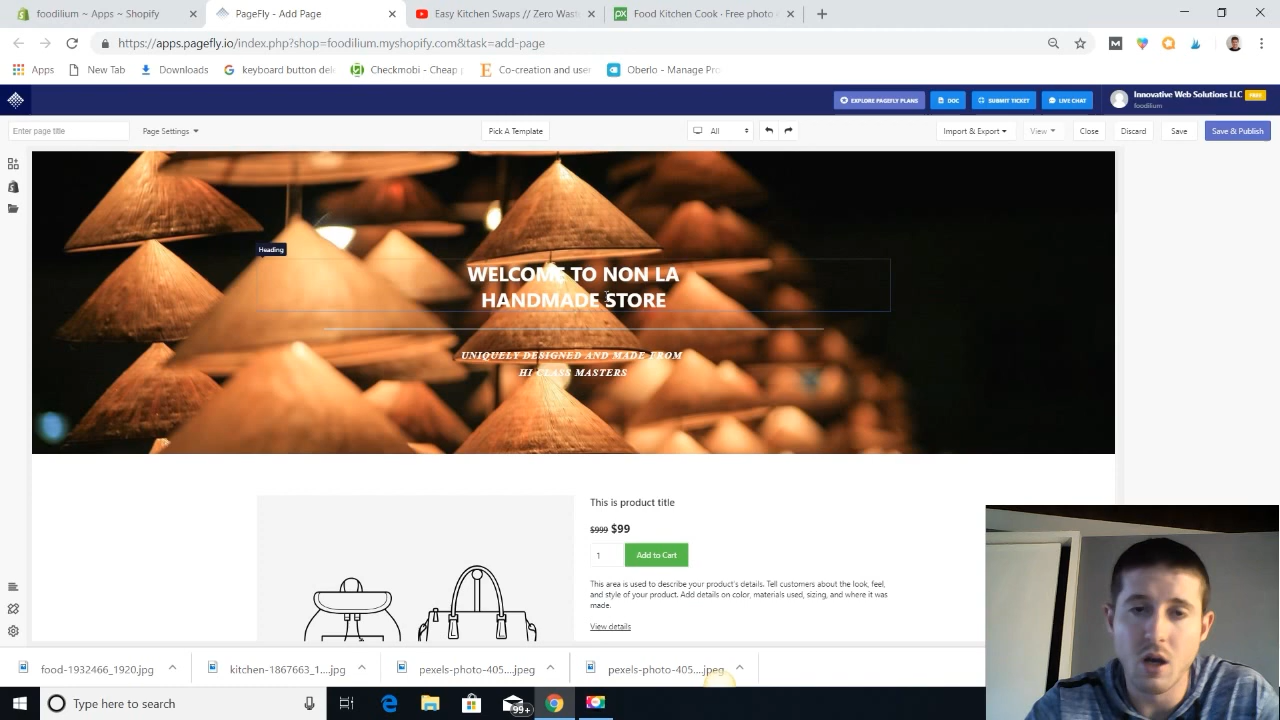 foodilium ~ Products ~ Shopify
PageFly - Add Page
Easy Kitchen Swaps // Zero Wast
Food Kitchen Cook · Free photo
https://apps.pagefly.io/index.php?shop=foodilium.myshopify.com&task=add-page
Apps
New Tab
Downloads
keyboard button dele
Checkmobi - Cheap p
Co-creation and user
Oberlo - Manage Pro
EXPLORE PAGEFLY PLANS
DOC
SUBMIT TICKET
LIVE CHAT
Innovative Web Solutions LLC
FREE
foodilium
Enter page title
Page Settings
Pick A Template
All
Import & Export
View
Close
Discard
Save
Save & Publish
Heading
WELCOME TO NON LA
HANDMADE STORE
UNIQUELY DESIGNED AND MADE FROM
HI CLASS MASTERS
This is product title
$999 $99
1
Add to Cart
This area is used to describe your product's details. Tell customers about the look, feel,
and style of your product. Add details on color, materials used, sizing, and where it was
made.
View details
food-1932466_1920.jpg
kitchen-1867663_1....jpg
pexels-photo-405....jpeg
pexels-photo-405....jpeg
Type here to search
99+